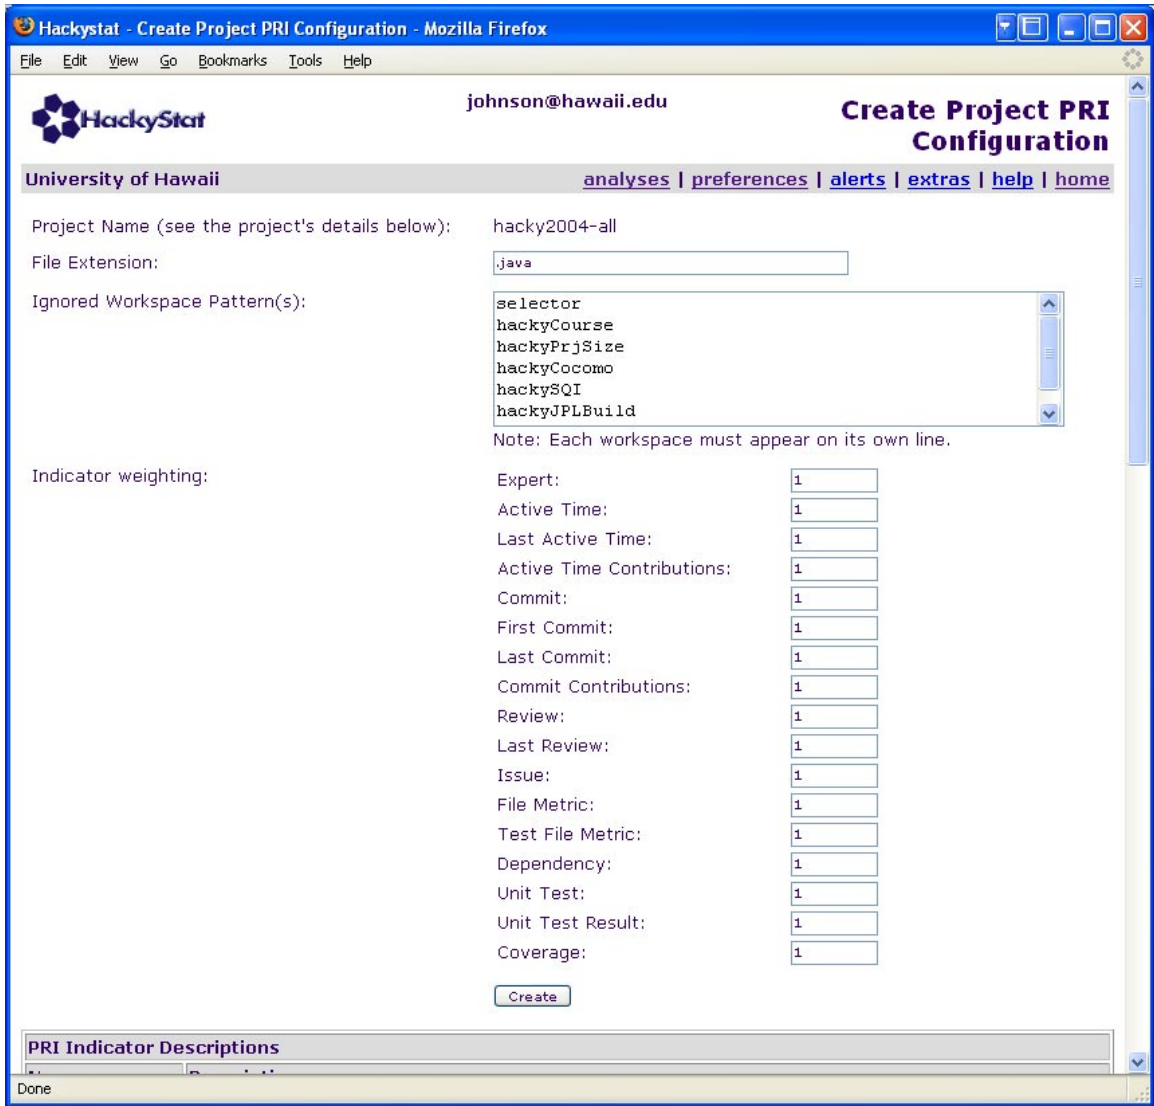 Hackystat - Create Project PRI Configuration - Mozilla Firefox
File Edit View Go Bookmarks Tools Help
HackyStat
johnson@hawaii.edu
Create Project PRI
Configuration
University of Hawaii
analyses | preferences | alerts | extras | help | home
Project Name (see the project's details below): hacky2004-all
File Extension: .java
Ignored Workspace Pattern(s):
selector
hackyCourse
hackyPrjSize
hackyCocomo
hackySQI
hackyJPLBuild
Note: Each workspace must appear on its own line.
Indicator weighting:
Expert: 1
Active Time: 1
Last Active Time: 1
Active Time Contributions: 1
Commit: 1
First Commit: 1
Last Commit: 1
Commit Contributions: 1
Review: 1
Last Review: 1
Issue: 1
File Metric: 1
Test File Metric: 1
Dependency: 1
Unit Test: 1
Unit Test Result: 1
Coverage: 1
Create
PRI Indicator Descriptions
Done